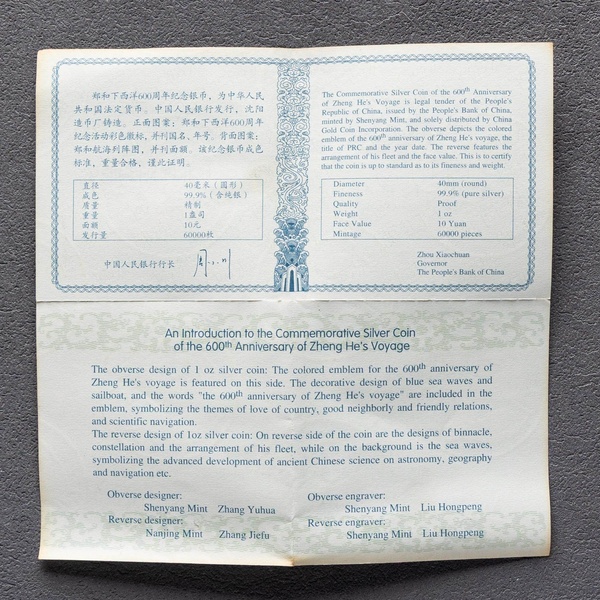 郑和下西洋600周年纪念银币，为中华人民
共和国法定货币。中国人民银行发行，沈阳
造币厂铸造。正面图案：郑和下西洋600周年
纪念活动彩色徽标，并刊国名、年号。背面图案：
郑和航海列阵图，并刊面额。该纪念银币成色
标准，重量合格，谨此证明。
直径 40毫米（圆形）
成色 99.9%（含纯银）
质量 精制
重量 1盎司
面额 10元
发行量 60000枚
中国人民银行行长
The Commemorative Silver Coin of the 600th Anniversary
of Zheng He's Voyage is legal tender of the People's
Republic of China, issued by the People's Bank of China,
minted by Shenyang Mint, and solely distributed by China
Gold Coin Incorporation. The obverse depicts the colored
emblem of the 600th anniversary of Zheng He's voyage, the
title of PRC and the year date. The reverse features the
arrangement of his fleet and the face value. This is to certify
that the coin is up to standard as to its fineness and weight.
Diameter 40mm (round)
Fineness 99.9% (pure silver)
Quality Proof
Weight 1 oz
Face Value 10 Yuan
Mintage 60000 pieces
Zhou Xiaochuan
Governor
The People's Bank of China
An Introduction to the Commemorative Silver Coin
of the 600th Anniversary of Zheng He's Voyage
The obverse design of 1 oz silver coin: The colored emblem for the 600th anniversary of
Zheng He's voyage is featured on this side. The decorative design of blue sea waves and
sailboat, and the words "the 600th anniversary of Zheng He's voyage" are included in the
emblem, symbolizing the themes of love of country, good neighborly and friendly relations,
and scientific navigation.
The reverse design of 1oz silver coin: On reverse side of the coin are the designs of binnacle,
constellation and the arrangement of his fleet, while on the background is the sea waves,
symbolizing the advanced development of ancient Chinese science on astronomy, geography
and navigation etc.
Obverse designer:
Shenyang Mint Zhang Yuhua
Reverse designer:
Nanjing Mint Zhang Jiefu
Obverse engraver:
Shenyang Mint Liu Hongpeng
Reverse engraver:
Shenyang Mint Liu Hongpeng